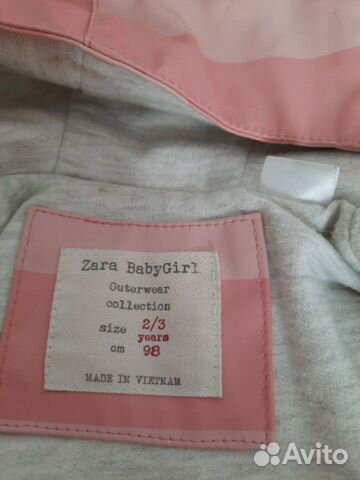 Zara BabyGirl
Outerwear
collection
size 2/3
years
cm 98
MADE IN VIETNAM
Avito